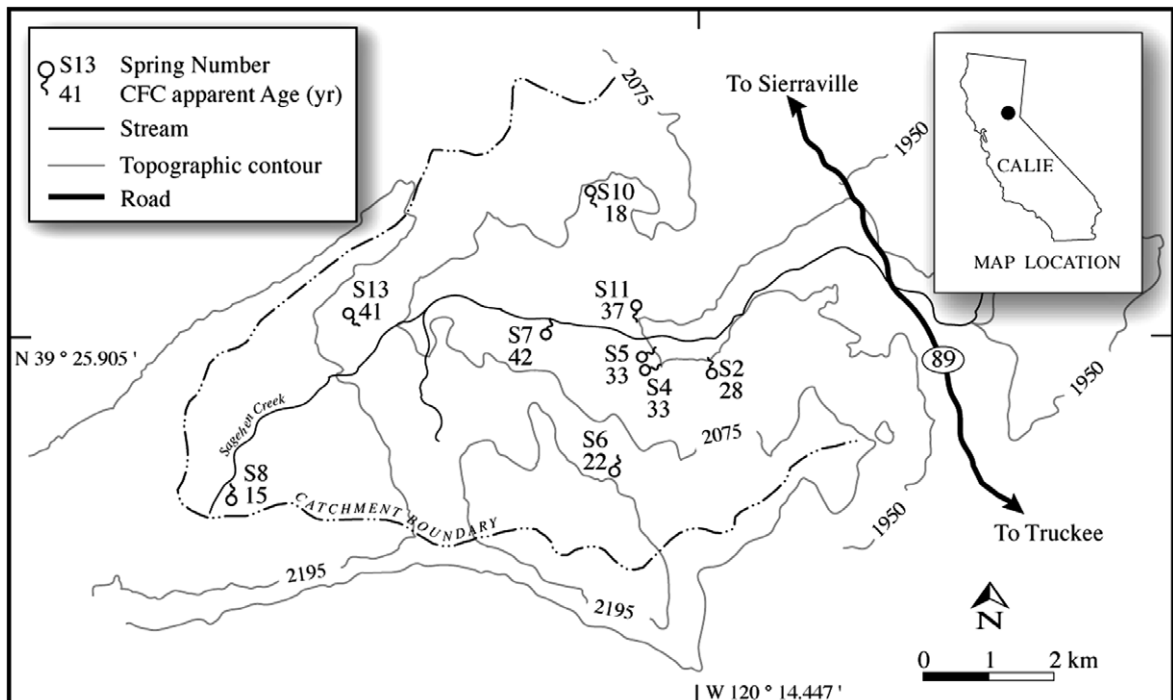 S13 Spring Number
41 CFC apparent Age (yr)
Stream
Topographic contour
Road
2075
To Sierraville
1950
CALIF.
MAP LOCATION
S10
18
S13
41
S11
37
S7
42
S5
33
S4
33
S2
28
N 39 ° 25.905 '
89
1950
Sagehen Creek
2075
S6
22
S8
15
CATCHMENT BOUNDARY
1950
To Truckee
2195
2195
N
0 1 2 km
W 120 ° 14.447 '